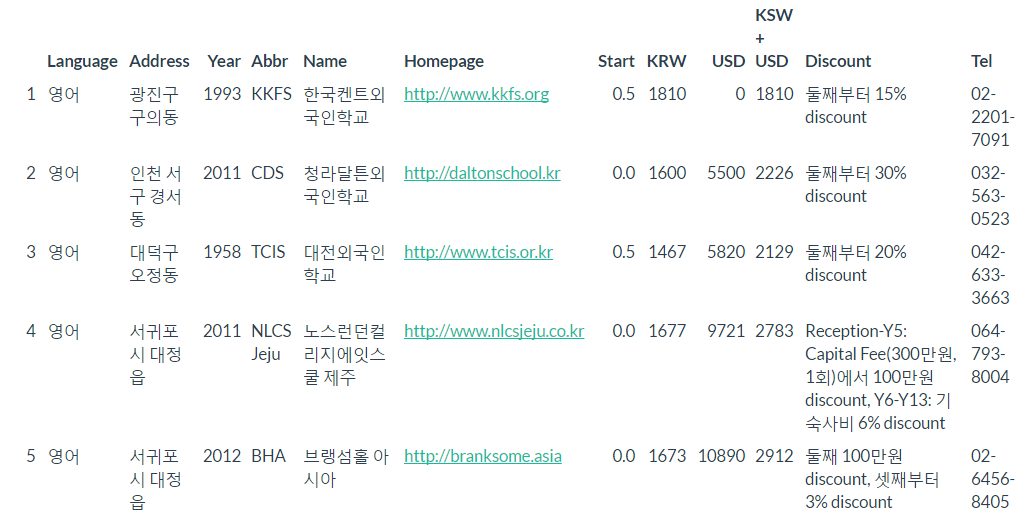 KSW
+
Language Address Year Abbr Name Homepage Start KRW USD USD Discount Tel
1 영어 광진구 1993 KKFS 한국켄트외 http://www.kkfs.org 0.5 1810 0 1810 둘째부터 15% 02-
구의동 국인학교 discount 2201-
7091
2 영어 인천 서 2011 CDS 청라달튼외 http://daltonschool.kr 0.0 1600 5500 2226 둘째부터 30% 032-
구 경서 국인학교 discount 563-
동 0523
3 영어 대덕구 1958 TCIS 대전외국인 http://www.tcis.or.kr 0.5 1467 5820 2129 둘째부터 20% 042-
오정동 학교 discount 633-
3663
4 영어 서귀포 2011 NLCS 노스런던컬 http://www.nlcsjeju.co.kr 0.0 1677 9721 2783 Reception-Y5: 064-
시 대정 Jeju 리지에잇스 Capital Fee(300만원, 793-
읍 쿨 제주 1회)에서 100만원 8004
discount, Y6-Y13: 기
숙사비 6% discount
5 영어 서귀포 2012 BHA 브랭섬홀 아 http://branksome.asia 0.0 1673 10890 2912 둘째 100만원 02-
시 대정 시아 discount, 셋째부터 6456-
읍 3% discount 8405